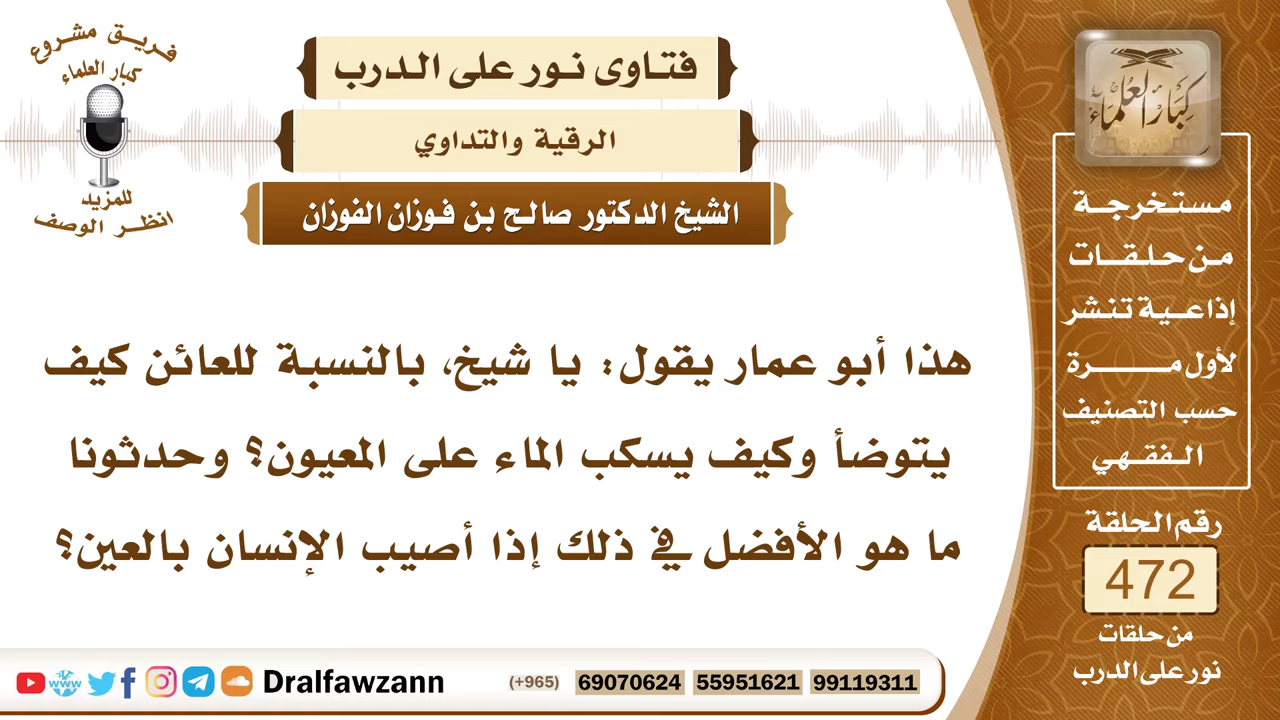 فريق مشروع
كبار العلماء
للمزيد
انظر الوصف
فتاوى نور على الدرب
الرقية والتداوي
الشيخ الدكتور صالح بن فوزان الفوزان
هذا أبو عمار يقول: يا شيخ، بالنسبة للعائن كيف
يتوضأ وكيف يسكب الماء على المعيون؟ وحدثونا
ما هو الأفضل في ذلك إذا أصيب الإنسان بالعين؟
كبار العلماء
مستخرجة
من حلقات
إذاعية تنشر
لأول مرة
حسب التصنيف
الفقهي
رقم الحلقة
472
من حلقات
نور على الدرب
www Dralfawzann (+965) 69070624 55951621 99119311